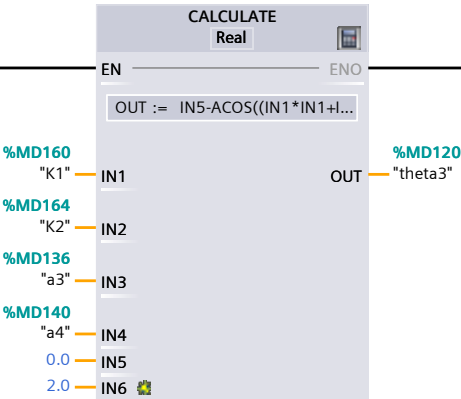 CALCULATE
Real
EN ENO
OUT := IN5-ACOS((IN1*IN1+I...
%MD160 %MD120
"K1" IN1 OUT "theta3"
%MD164
"K2" IN2
%MD136
"a3" IN3
%MD140
"a4" IN4
0.0 IN5
2.0 IN6